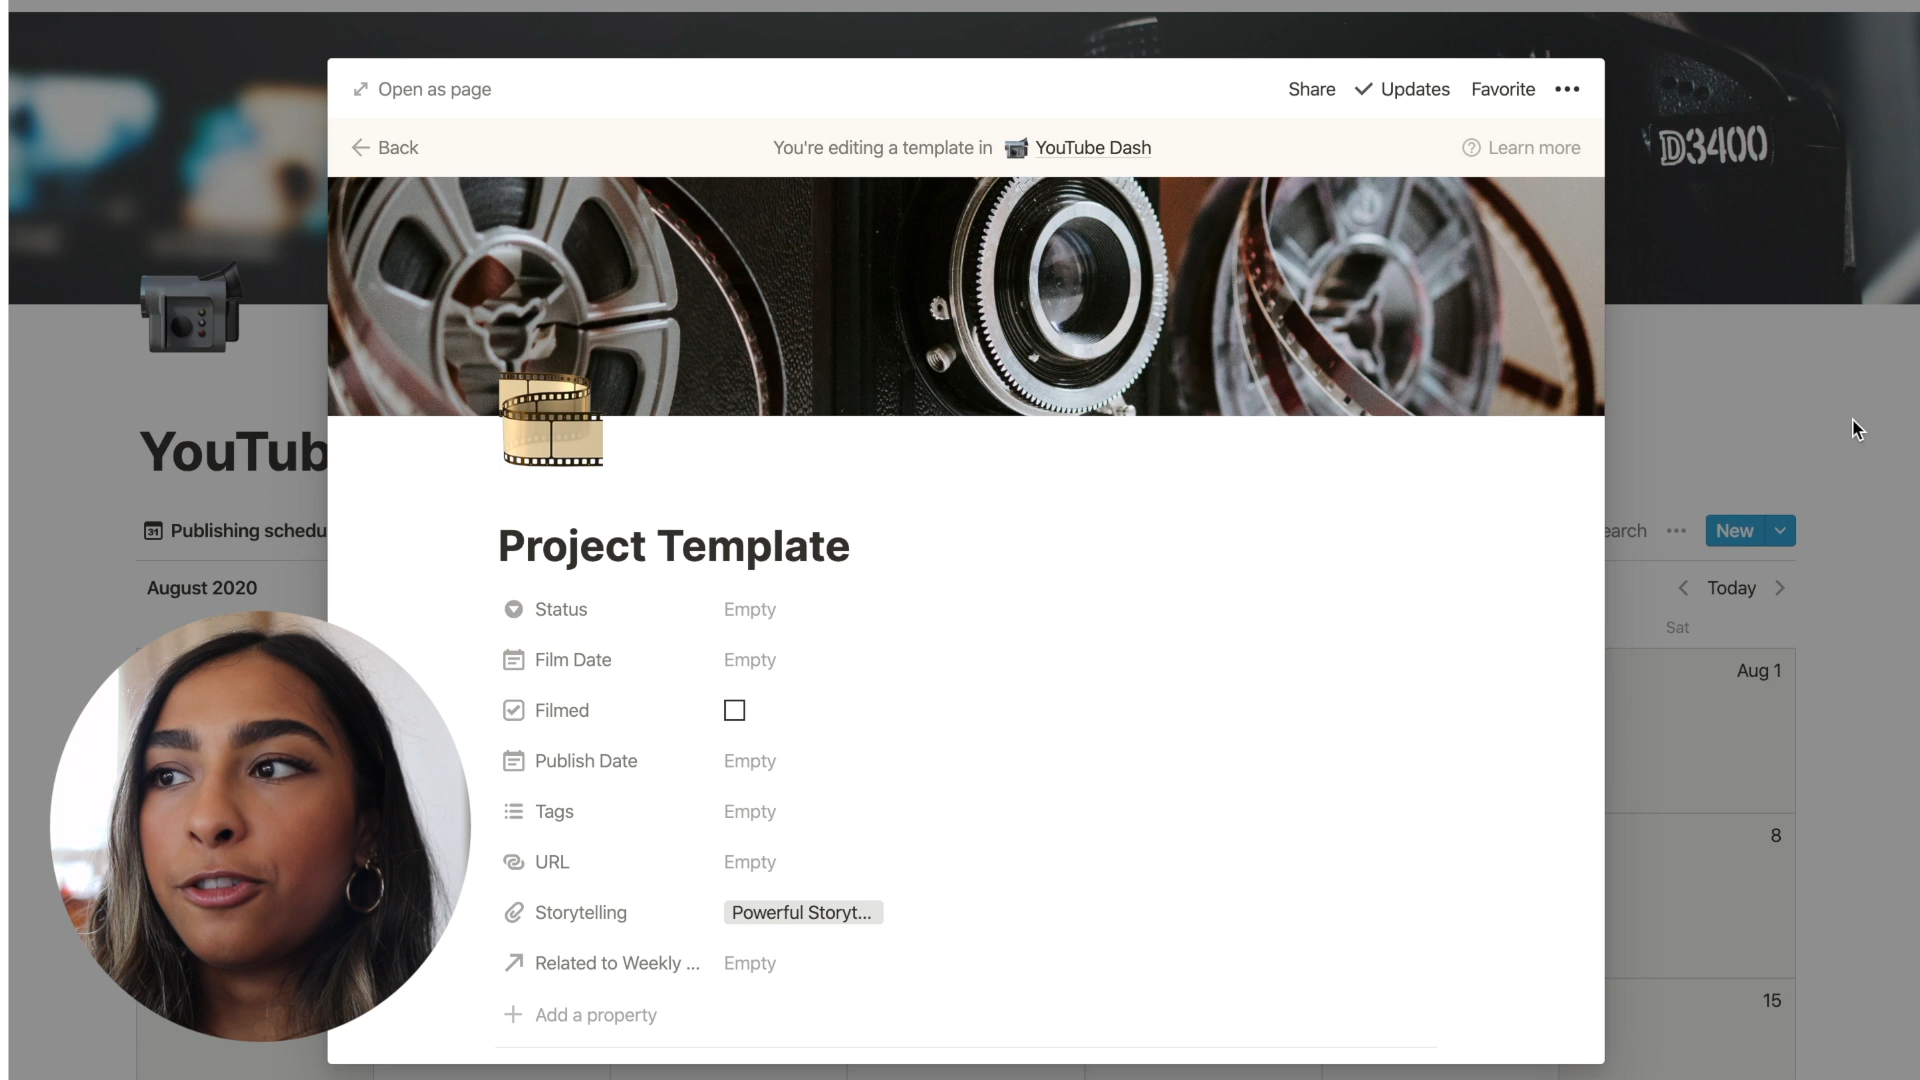 Open as page
Share Updates Favorite •••
Back
You're editing a template in YouTube Dash
Learn more
D3400
YouTub
Publishing schedu
earch ••• New
August 2020
Today
Sat
Project Template
Status Empty
Film Date Empty
Filmed
Publish Date Empty
Tags Empty
URL Empty
Storytelling Powerful Storyt...
Related to Weekly ... Empty
Add a property
Aug 1
8
15
31